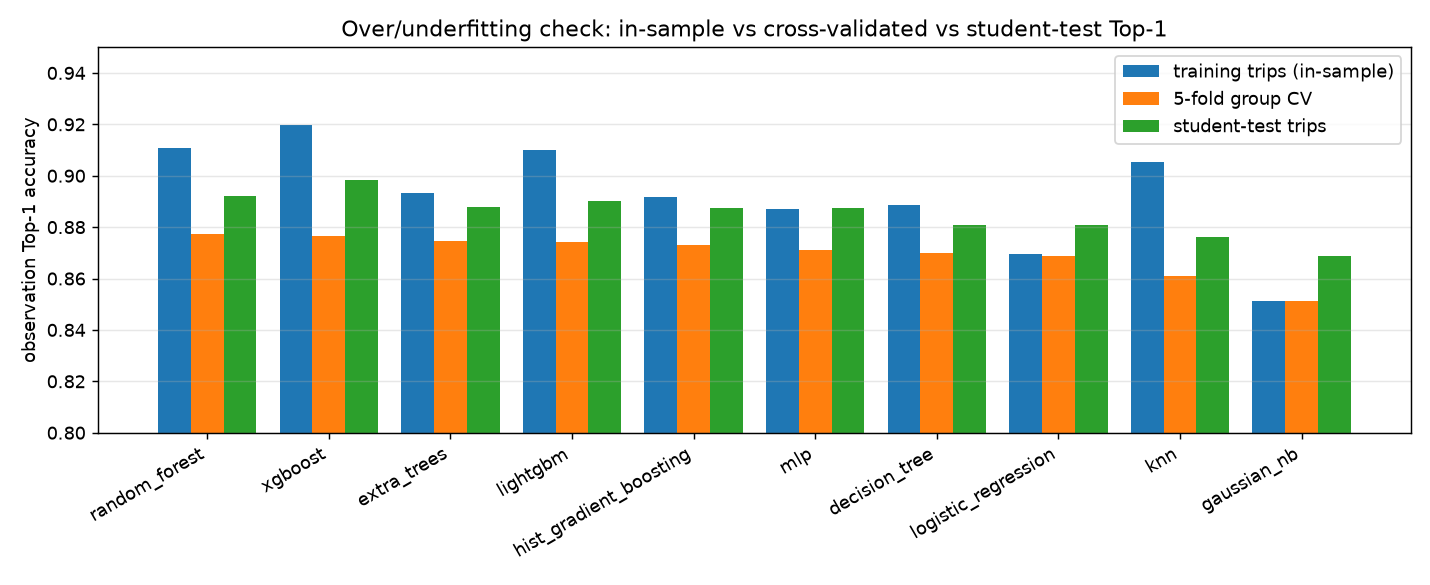 Over/underfitting check: in-sample vs cross-validated vs student-test Top-1
observation Top-1 accuracy
0.94
0.92
0.90
0.88
0.86
0.84
0.82
0.80
training trips (in-sample)
5-fold group CV
student-test trips
random_forest
xgboost
extra_trees
lightgbm
hist_gradient_boosting
mlp
decision_tree
logistic_regression
knn
gaussian_nb